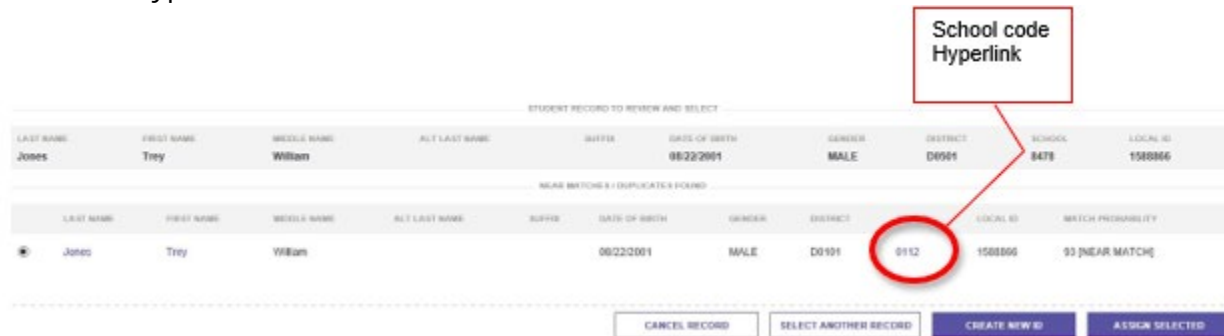 School code
Hyperlink
STUDENT RECORD TO REVIEW AND SELECT
LAST NAME FIRST NAME MIDDLE NAME ALT LAST NAME SUFFIX DATE OF BIRTH GENDER DISTRICT SCHOOL LOCAL ID
Jones Trey William 08/22/2001 MALE D0501 8478 1588866
NEAR MATCHES / DUPLICATES FOUND
LAST NAME FIRST NAME MIDDLE NAME ALT LAST NAME SUFFIX DATE OF BIRTH GENDER DISTRICT LOCAL ID MATCH PROBABILITY
Jones Trey William 08/22/2001 MALE D0101 0112 1588866 93 [NEAR MATCH]
CANCEL RECORD SELECT ANOTHER RECORD CREATE NEW ID ASSIGN SELECTED